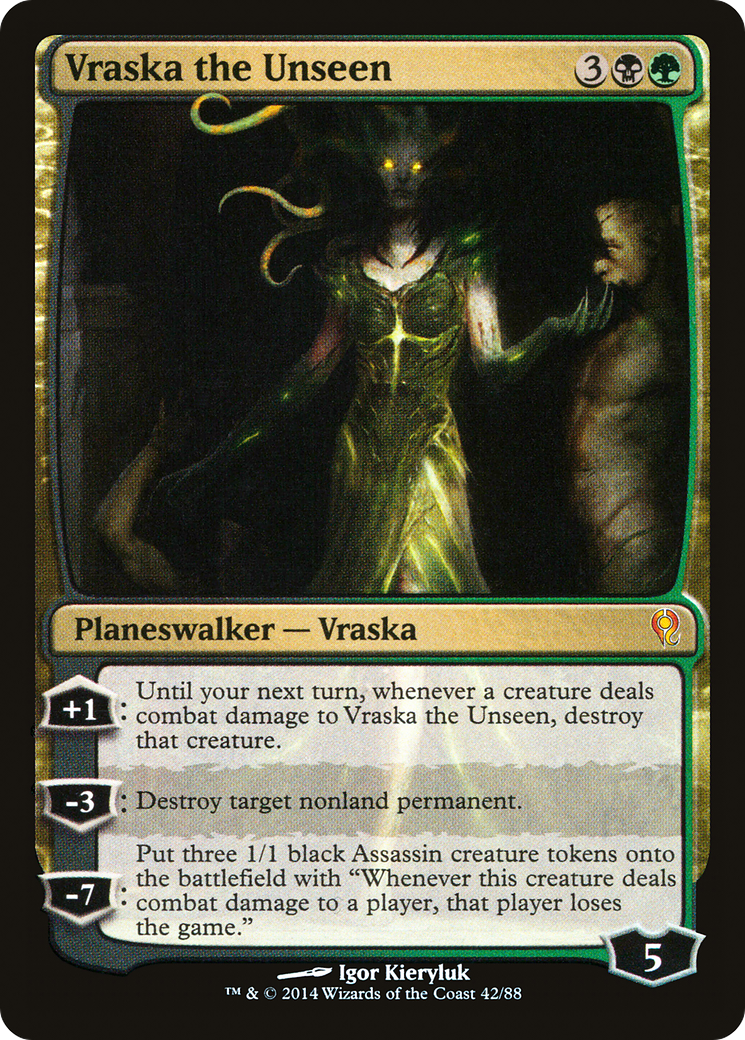 Vraska the Unseen 3
Planeswalker — Vraska
+1: Until your next turn, whenever a creature deals
combat damage to Vraska the Unseen, destroy
that creature.
-3: Destroy target nonland permanent.
Put three 1/1 black Assassin creature tokens onto
the battlefield with “Whenever this creature deals
-7: combat damage to a player, that player loses
the game.”
5
Igor Kieryluk
™ & © 2014 Wizards of the Coast 42/88